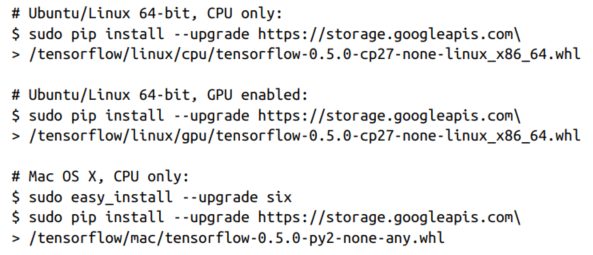 # Ubuntu/Linux 64-bit, CPU only:
$ sudo pip install --upgrade https://storage.googleapis.com\
> /tensorflow/linux/cpu/tensorflow-0.5.0-cp27-none-linux_x86_64.whl
# Ubuntu/Linux 64-bit, GPU enabled:
$ sudo pip install --upgrade https://storage.googleapis.com\
> /tensorflow/linux/gpu/tensorflow-0.5.0-cp27-none-linux_x86_64.whl
# Mac OS X, CPU only:
$ sudo easy_install --upgrade six
$ sudo pip install --upgrade https://storage.googleapis.com\
> /tensorflow/mac/tensorflow-0.5.0-py2-none-any.whl